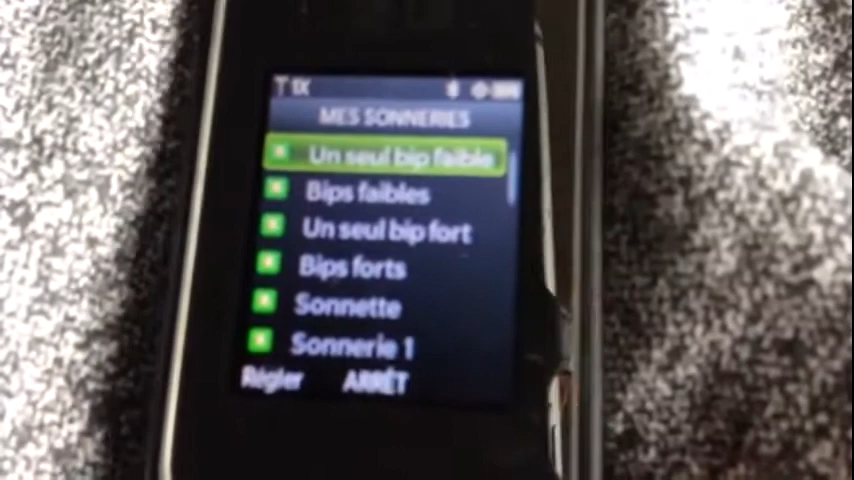 1X
MES SONNERIES
Un seul bip faible
Bips faibles
Un seul bip fort
Bips forts
Sonnette
Sonnerie 1
Régler ARRÊT